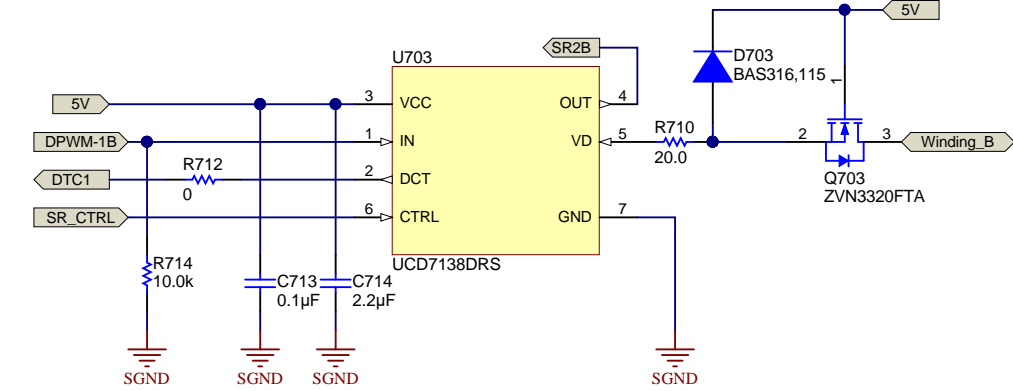 5V
SR2B
U703
D703
BAS316,115
1
5V
3
VCC
OUT
4
DPWM-1B
1
IN
VD
5
R710
20.0
2
3
Winding_B
R712
0
DTC1
2
DCT
Q703
ZVN3320FTA
SR_CTRL
6
CTRL
GND
7
UCD7138DRS
R714
10.0k
C713
0.1µF
C714
2.2µF
SGND
SGND
SGND
SGND